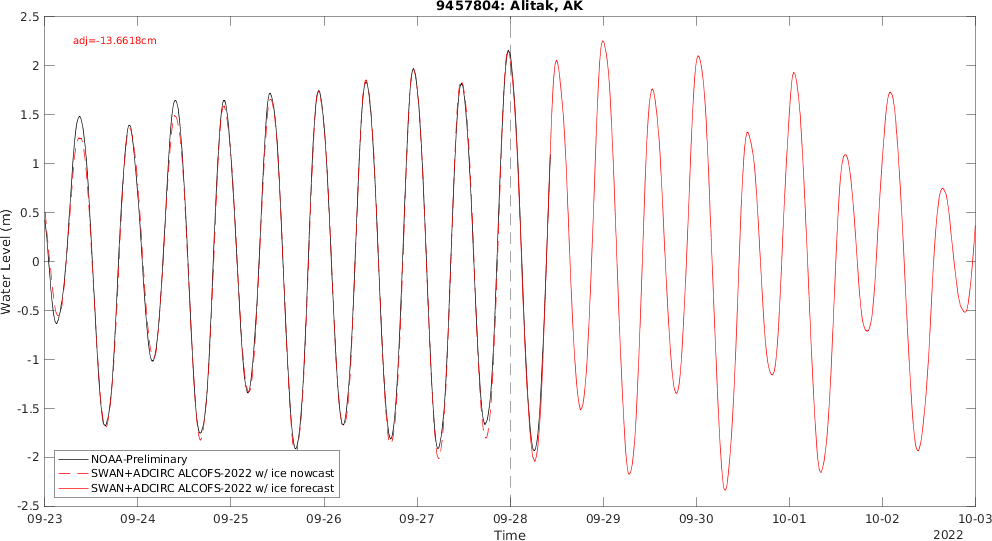 9457804: Alitak, AK
adj=-13.6618cm
2.5
2
1.5
1
0.5
0
-0.5
-1
-1.5
-2
-2.5
Water Level (m)
NOAA-Preliminary
SWAN+ADCIRC ALCOFS-2022 w/ ice nowcast
SWAN+ADCIRC ALCOFS-2022 w/ ice forecast
09-23 09-24 09-25 09-26 09-27 09-28 09-29 09-30 10-01 10-02 10-03
Time
2022